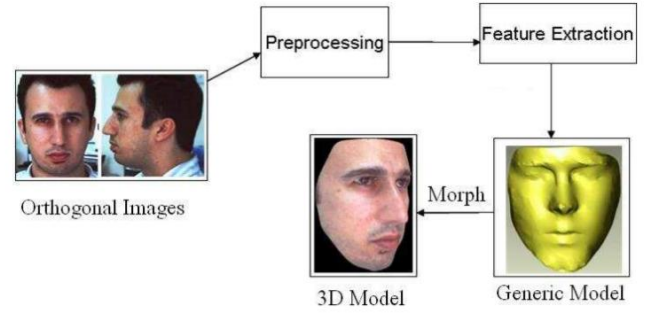 Preprocessing
Feature Extraction
Orthogonal Images
Morph
3D Model
Generic Model